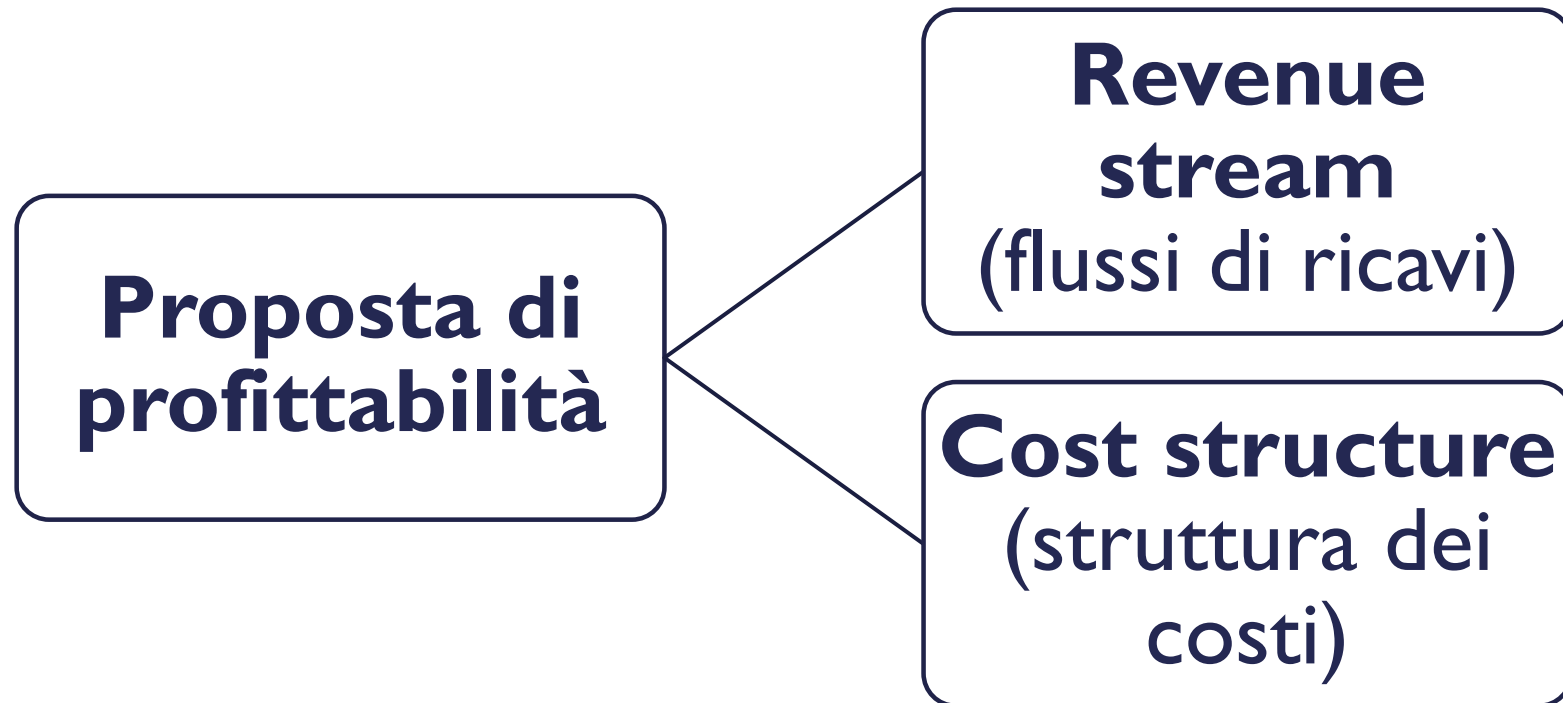 Proposta di
profittabilità
Revenue
stream
(flussi di ricavi)
Cost structure
(struttura dei
costi)